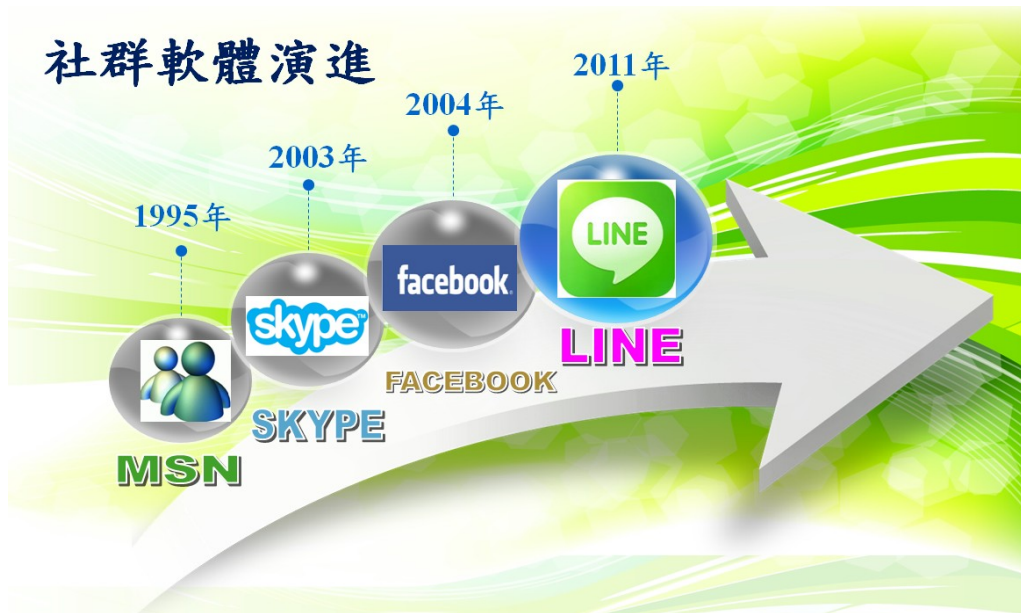 社群軟體演進
1995年
2003年
2004年
2011年
skype™
facebook.
LINE
MSN
SKYPE
FACEBOOK
LINE